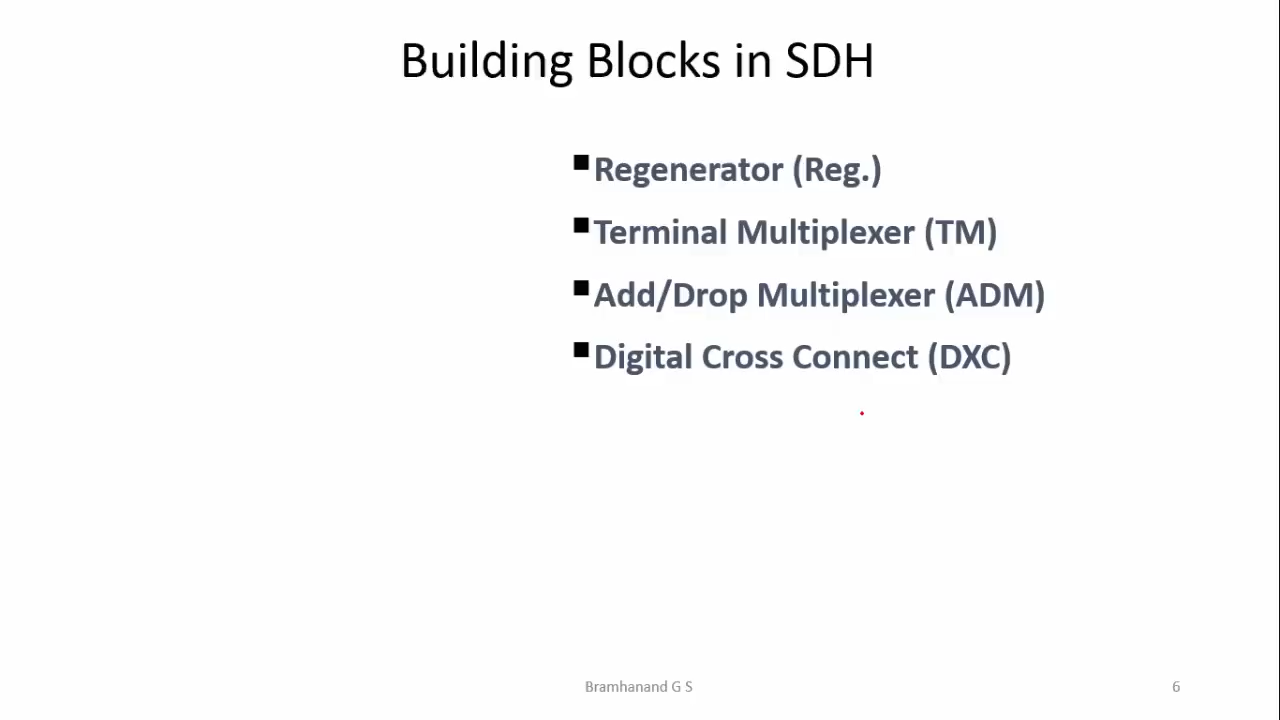 Building Blocks in SDH
▪Regenerator (Reg.)
▪Terminal Multiplexer (TM)
▪Add/Drop Multiplexer (ADM)
▪Digital Cross Connect (DXC)
Bramhanand G S
6